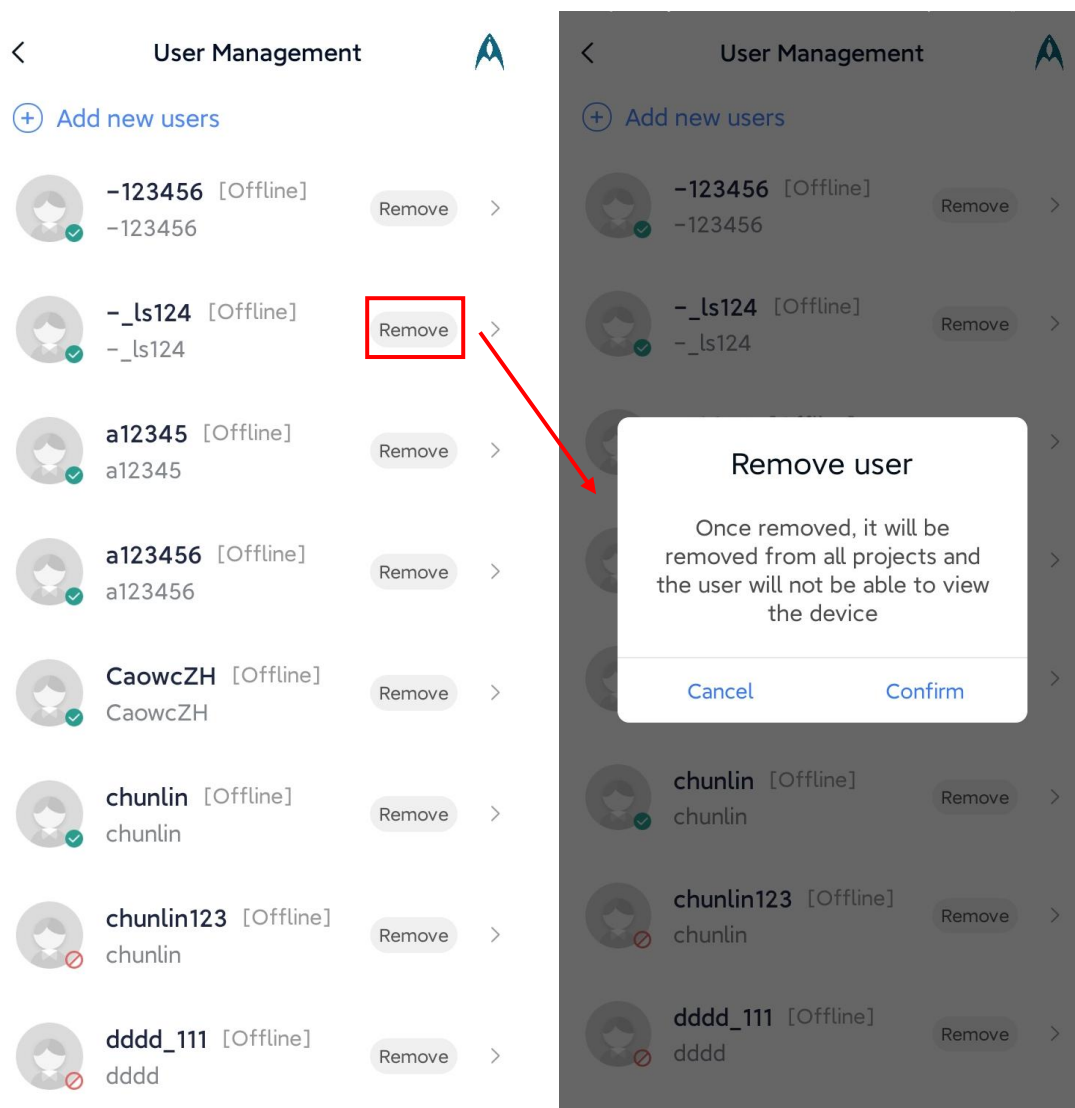 User Management
Add new users
-123456 [Offline]
-123456
Remove
-_ls124 [Offline]
-_ls124
Remove
a12345 [Offline]
a12345
Remove
a123456 [Offline]
a123456
Remove
CaowcZH [Offline]
CaowcZH
Remove
chunlin [Offline]
chunlin
Remove
chunlin123 [Offline]
chunlin
Remove
dddd_111 [Offline]
dddd
Remove
User Management
Add new users
-123456 [Offline]
-123456
Remove
-_ls124 [Offline]
-_ls124
Remove
Remove user
Once removed, it will be
removed from all projects and
the user will not be able to view
the device
Cancel
Confirm
chunlin [Offline]
chunlin
Remove
chunlin123 [Offline]
chunlin
Remove
dddd_111 [Offline]
dddd
Remove